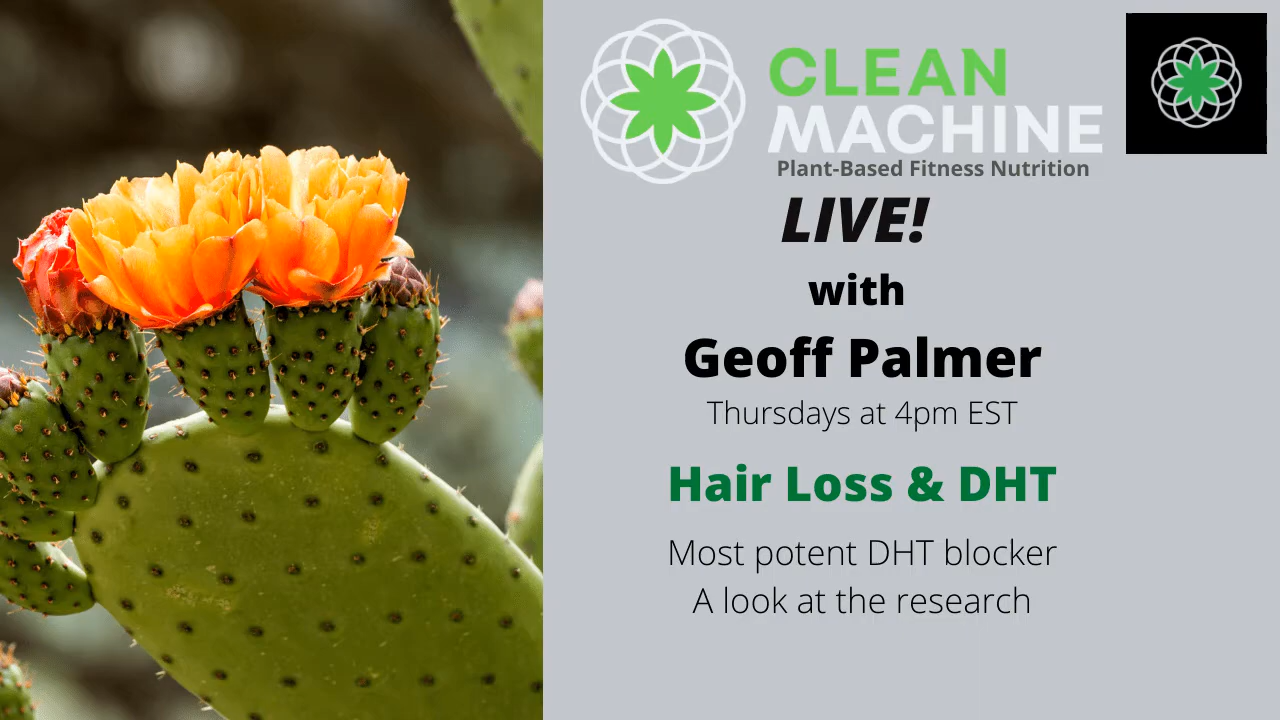 CLEAN
MACHINE
Plant-Based Fitness Nutrition
LIVE!
with
Geoff Palmer
Thursdays at 4pm EST
Hair Loss & DHT
Most potent DHT blocker
A look at the research